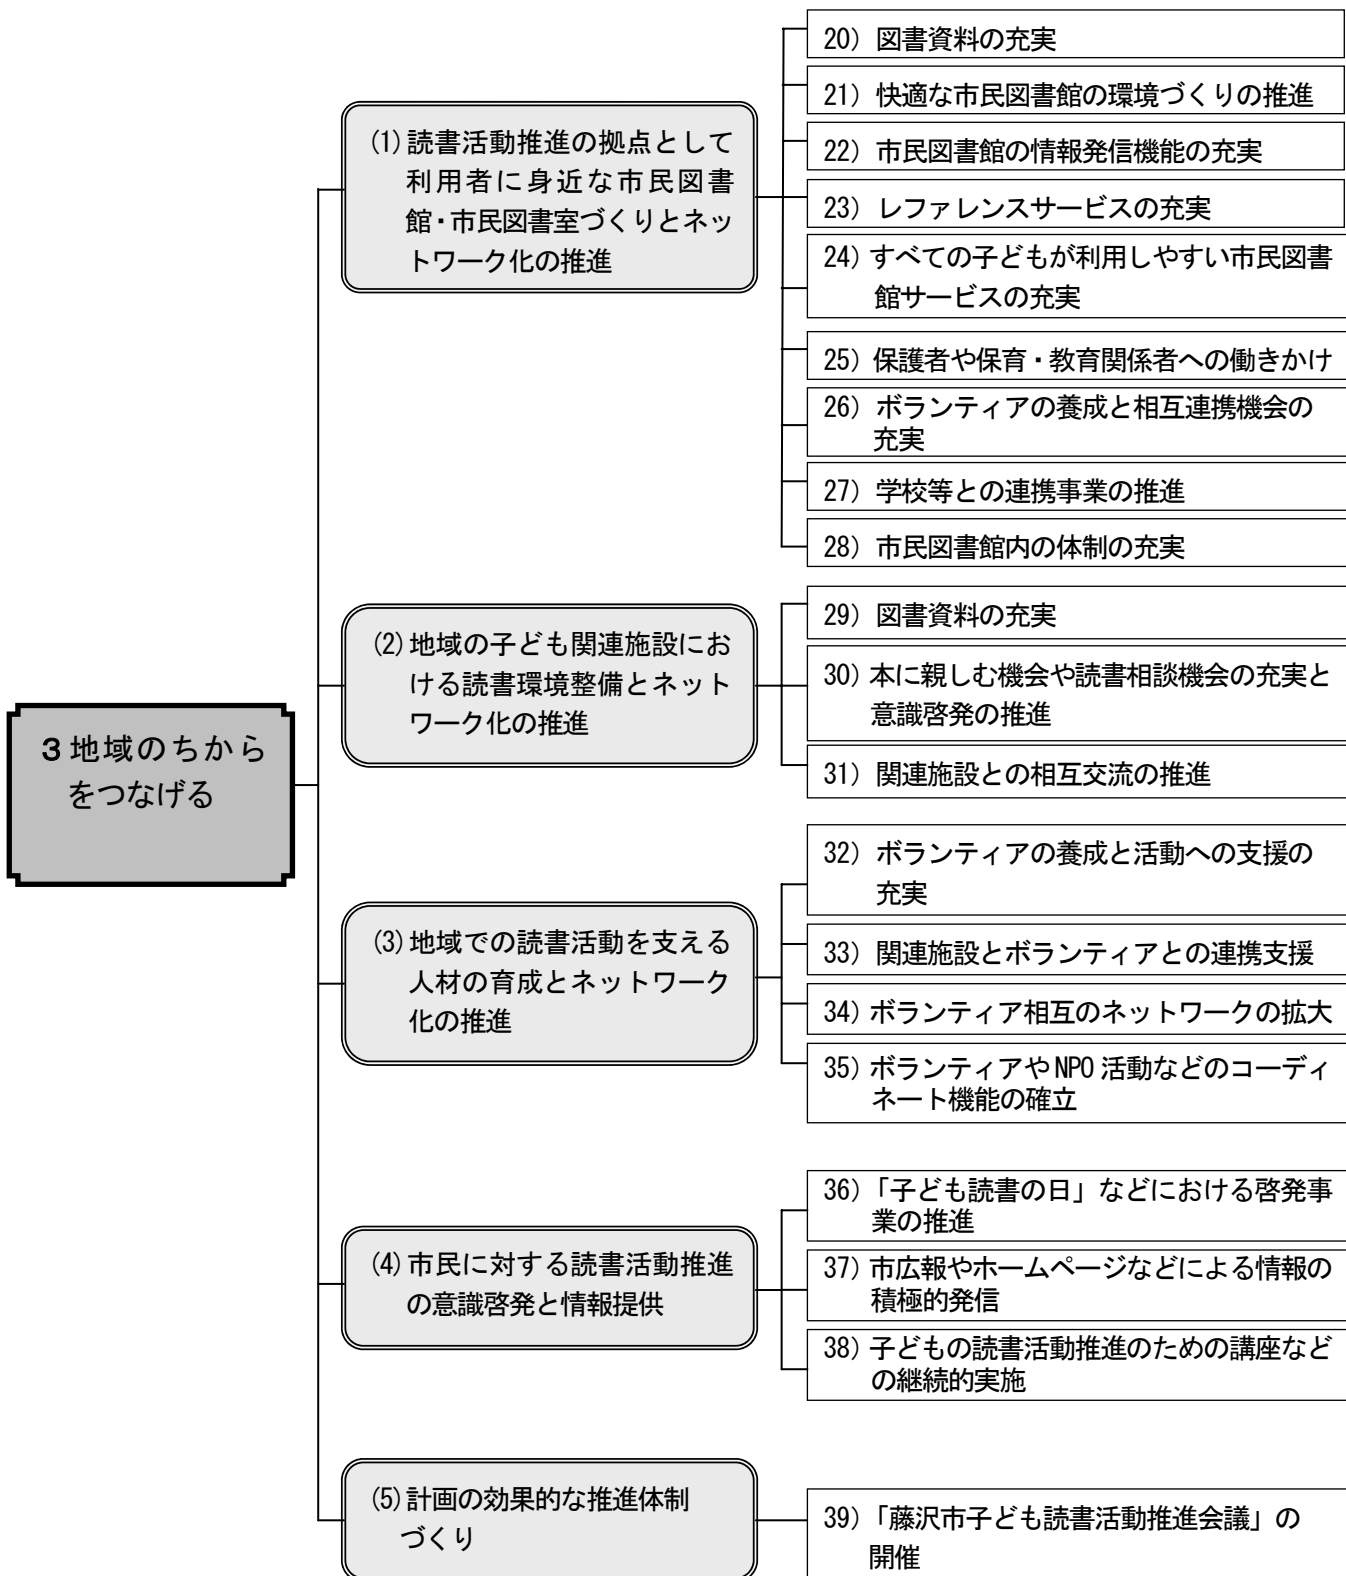 3 地域のちから
をつなげる
(1) 読書活動推進の拠点として
利用者に身近な市民図書
館・市民図書室づくりとネッ
トワーク化の推進
20) 図書資料の充実
21) 快適な市民図書館の環境づくりの推進
22) 市民図書館の情報発信機能の充実
23) レファレンスサービスの充実
24) すべての子どもが利用しやすい市民図書
館サービスの充実
25) 保護者や保育・教育関係者への働きかけ
26) ボランティアの養成と相互連携機会の
充実
27) 学校等との連携事業の推進
28) 市民図書館内の体制の充実
(2) 地域の子ども関連施設にお
ける読書環境整備とネット
ワーク化の推進
29) 図書資料の充実
30) 本に親しむ機会や読書相談機会の充実と
意識啓発の推進
31) 関連施設との相互交流の推進
(3) 地域での読書活動を支える
人材の育成とネットワーク
化の推進
32) ボランティアの養成と活動への支援の
充実
33) 関連施設とボランティアとの連携支援
34) ボランティア相互のネットワークの拡大
35) ボランティアや NPO 活動などのコーディ
ネート機能の確立
(4) 市民に対する読書活動推進
の意識啓発と情報提供
36) 「子ども読書の日」などにおける啓発事
業の推進
37) 市広報やホームページなどによる情報の
積極的発信
38) 子どもの読書活動推進のための講座など
の継続的実施
(5) 計画の効果的な推進体制
づくり
39) 「藤沢市子ども読書活動推進会議」の
開催